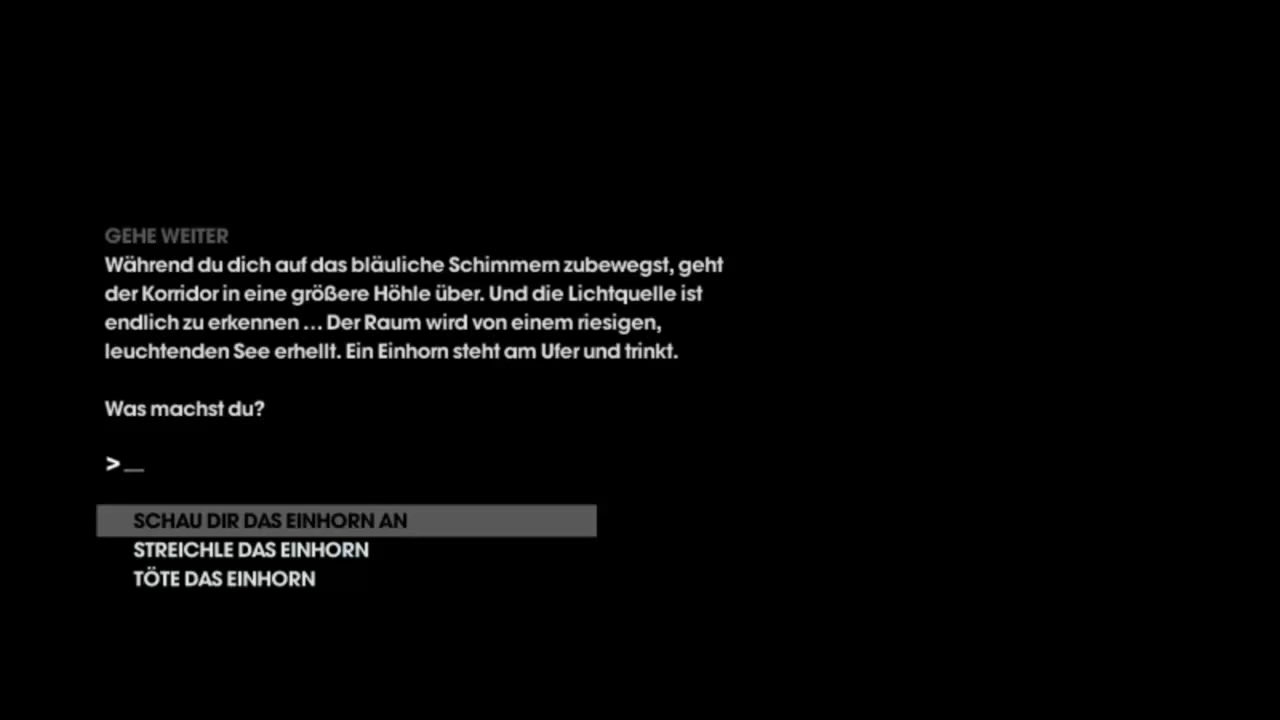 GEHE WEITER
Während du dich auf das bläuliche Schimmern zubewegst, geht
der Korridor in eine größere Höhle über. Und die Lichtquelle ist
endlich zu erkennen ... Der Raum wird von einem riesigen,
leuchtenden See erhellt. Ein Einhorn steht am Ufer und trinkt.
Was machst du?
>__
SCHAU DIR DAS EINHORN AN
STREICHLE DAS EINHORN
TÖTE DAS EINHORN